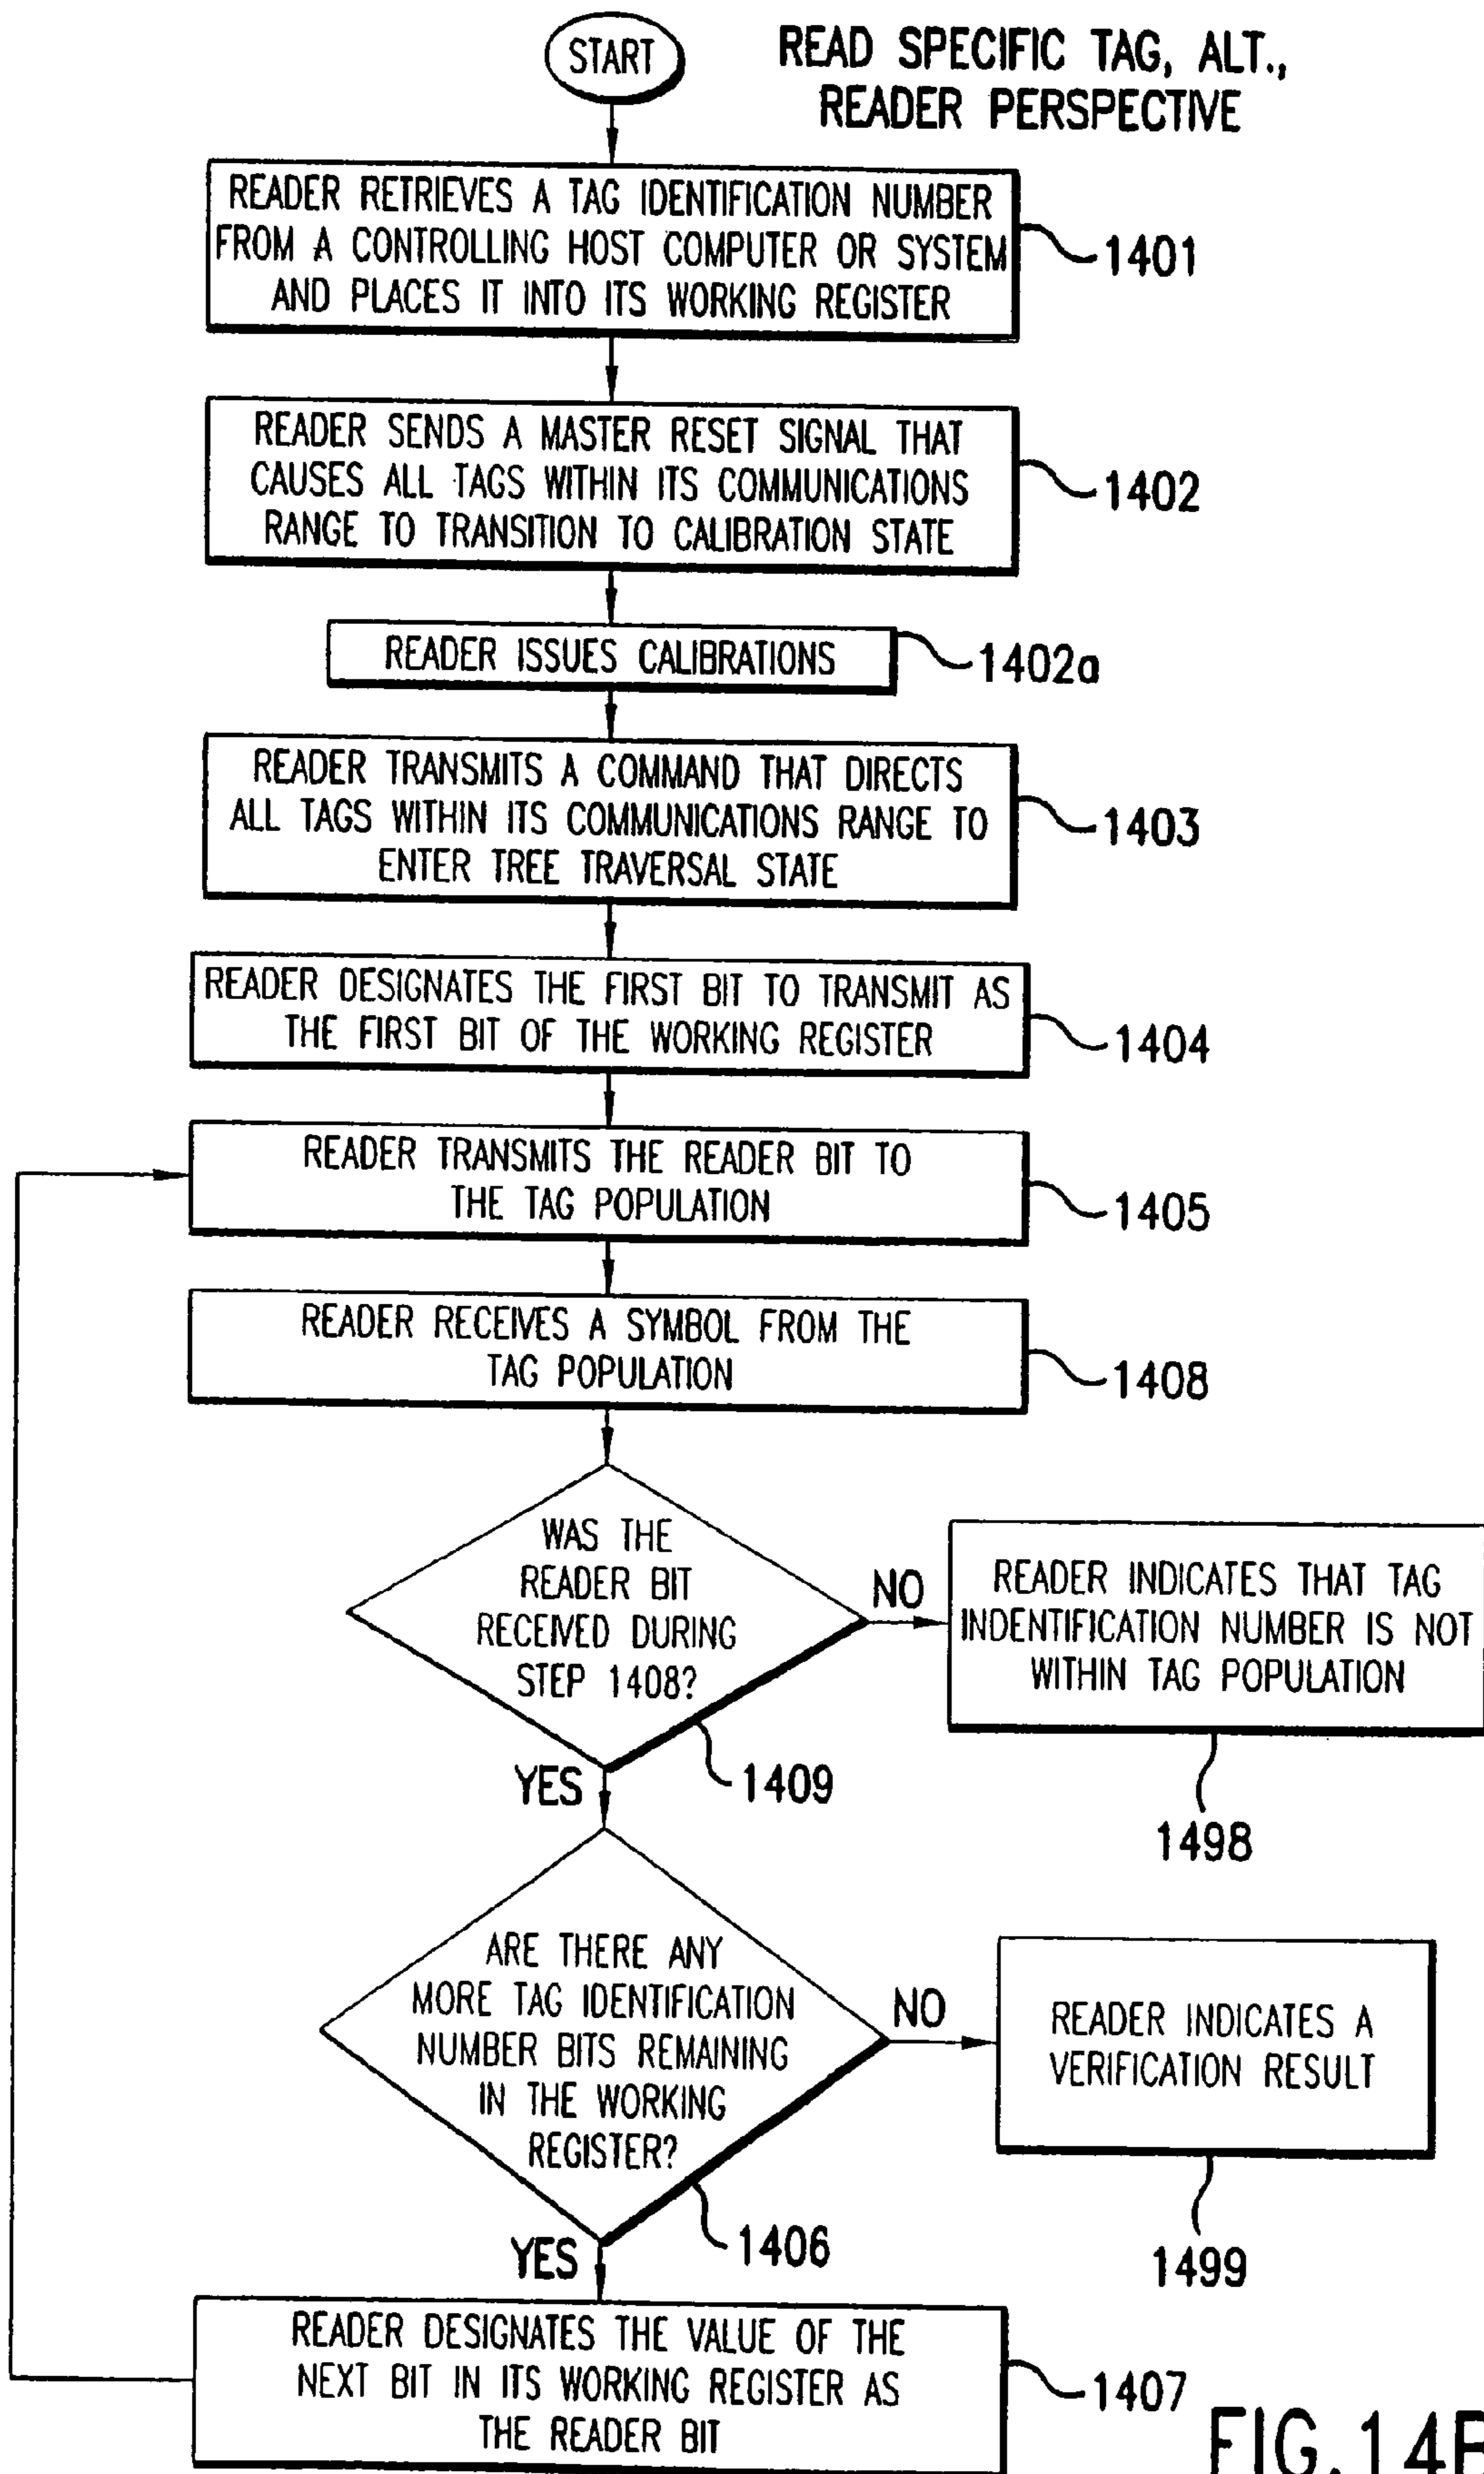 START
READ SPECIFIC TAG, ALT.,
READER PERSPECTIVE
READER RETRIEVES A TAG IDENTIFICATION NUMBER
FROM A CONTROLLING HOST COMPUTER OR SYSTEM
AND PLACES IT INTO ITS WORKING REGISTER
1401
READER SENDS A MASTER RESET SIGNAL THAT
CAUSES ALL TAGS WITHIN ITS COMMUNICATIONS
RANGE TO TRANSITION TO CALIBRATION STATE
1402
READER ISSUES CALIBRATIONS
1402a
READER TRANSMITS A COMMAND THAT DIRECTS
ALL TAGS WITHIN ITS COMMUNICATIONS RANGE TO
ENTER TREE TRAVERSAL STATE
1403
READER DESIGNATES THE FIRST BIT TO TRANSMIT AS
THE FIRST BIT OF THE WORKING REGISTER
1404
READER TRANSMITS THE READER BIT TO
THE TAG POPULATION
1405
READER RECEIVES A SYMBOL FROM THE
TAG POPULATION
1408
WAS THE
READER BIT
RECEIVED DURING
STEP 1408?
1409
NO
READER INDICATES THAT TAG
INDENTIFICATION NUMBER IS NOT
WITHIN TAG POPULATION
1498
YES
ARE THERE ANY
MORE TAG IDENTIFICATION
NUMBER BITS REMAINING
IN THE WORKING
REGISTER?
1406
NO
READER INDICATES A
VERIFICATION RESULT
1499
YES
READER DESIGNATES THE VALUE OF THE
NEXT BIT IN ITS WORKING REGISTER AS
THE READER BIT
1407
FIG.14B